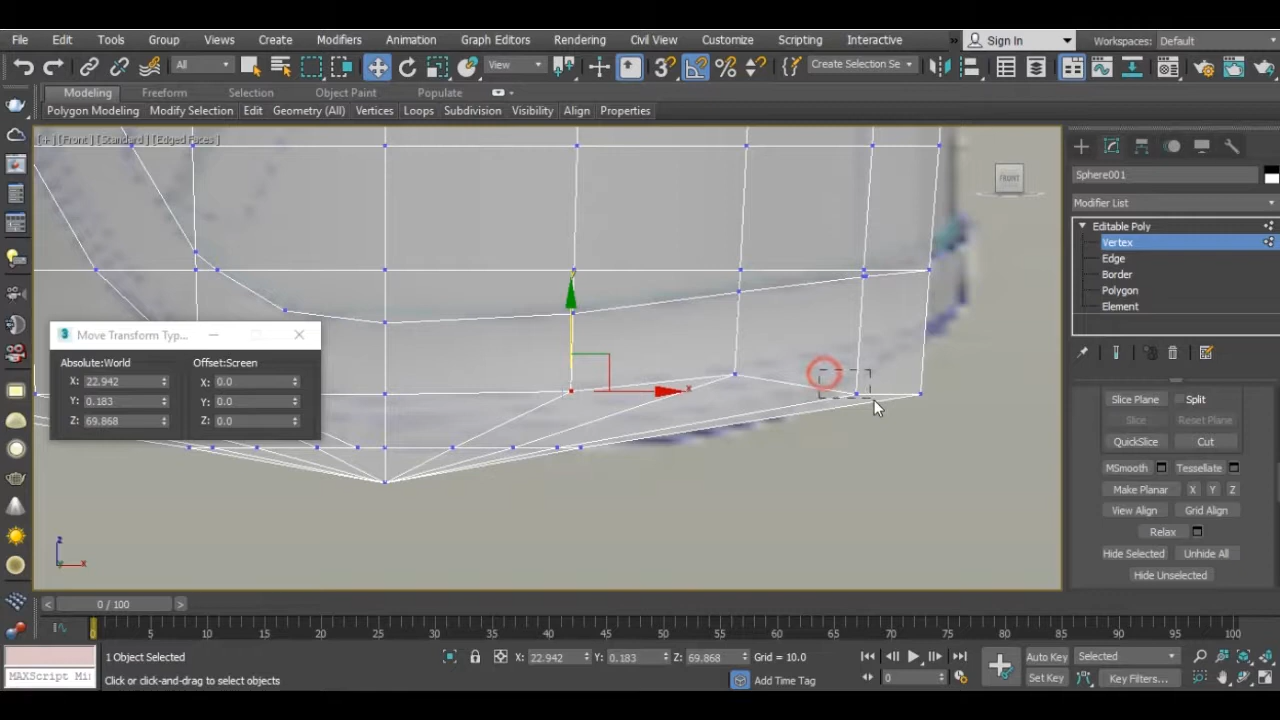 File Edit Tools Group Views Create Modifiers Animation Graph Editors Rendering Civil View Customize Scripting Interactive » Sign In Workspaces: Default
All View 3 Create Selection Se
Modeling Freeform Selection Object Paint Populate
Polygon Modeling Modify Selection Edit Geometry (All) Vertices Loops Subdivision Visibility Align Properties
[+] [Front] [Standard] [Edged Faces]
FRONT
Sphere001
Modifier List
Editable Poly
Vertex
Edge
Border
Polygon
Element
3 Move Transform Typ...
Absolute:World Offset:Screen
X: 22.942 X: 0.0
Y: 0.183 Y: 0.0
Z: 69.868 Z: 0.0
Slice Plane Split
Slice Reset Plane
QuickSlice Cut
MSmooth Tessellate
Make Planar X Y Z
View Align Grid Align
Relax
Hide Selected Unhide All
Hide Unselected
z
x
x
< 0 / 100 >
0 5 10 15 20 25 30 35 40 45 50 55 60 65 70 75 80 85 90 95 100
1 Object Selected X: 22.942 Y: 0.183 Z: 69.868 Grid = 10.0 Auto Key Selected
MAXScript Mi Click or click-and-drag to select objects Add Time Tag 0 Set Key Key Filters...